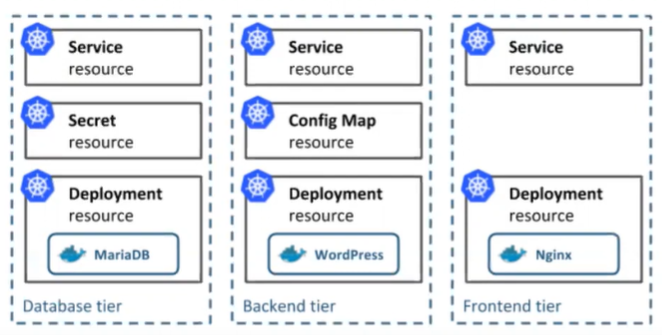 Service
resource
Secret
resource
Deployment
resource
MariaDB
Database tier
Service
resource
Config Map
resource
Deployment
resource
WordPress
Backend tier
Service
resource
Deployment
resource
Nginx
Frontend tier